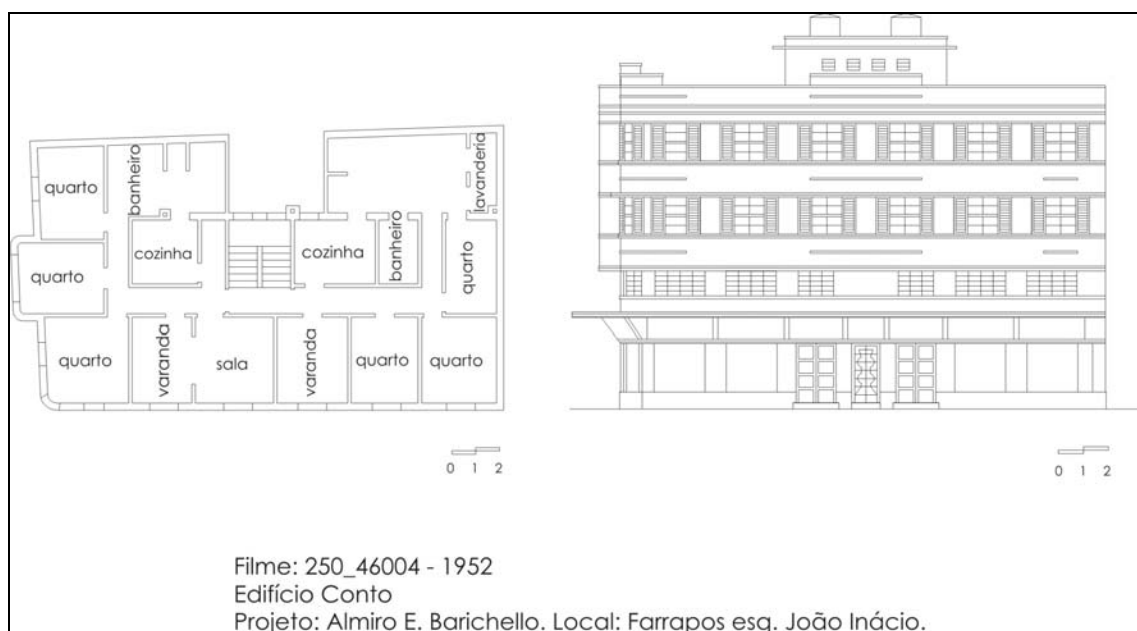 quarto
banheiro
lavanderia
cozinha
cozinha
banheiro
quarto
quarto
quarto
varanda
sala
varanda
quarto
quarto
0 1 2
0 1 2
Filme: 250_46004 - 1952
Edifício Conto
Projeto: Almiro E. Barichello. Local: Farrapos esq. João Inácio.